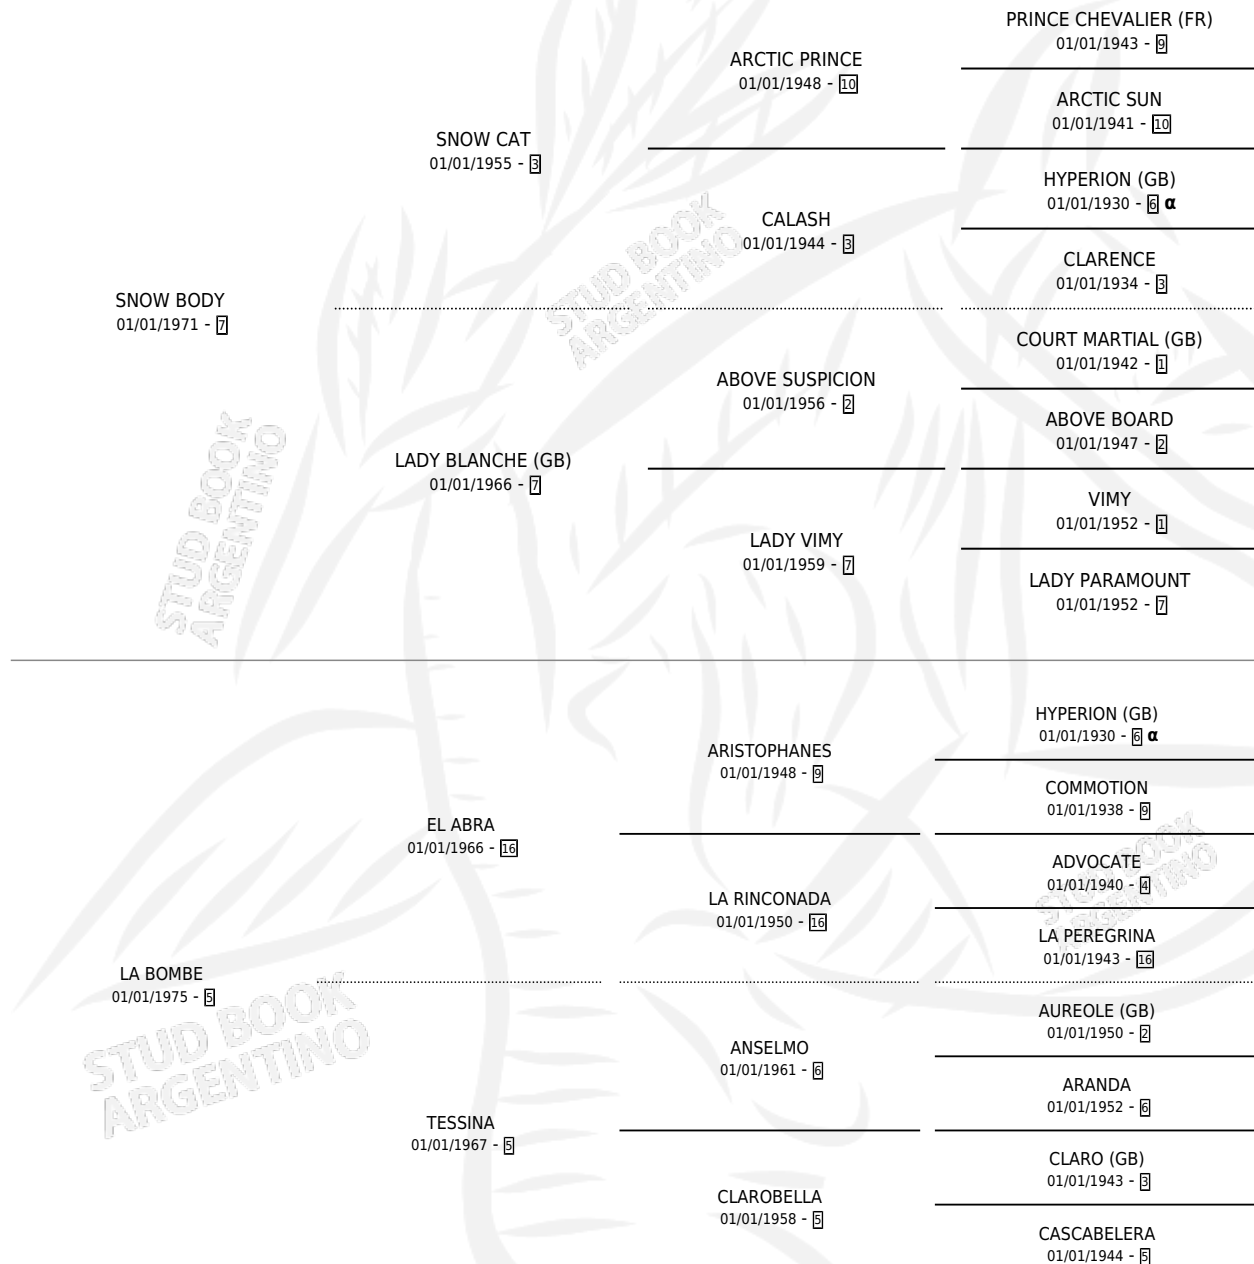 PRINCE CHEVALIER (FR)
01/01/1943 - 9
ARCTIC PRINCE
01/01/1948 - 10
ARCTIC SUN
01/01/1941 - 10
SNOW CAT
01/01/1955 - 3
HYPERION (GB)
01/01/1930 - 6 α
CALASH
01/01/1944 - 3
CLARENCE
01/01/1934 - 3
SNOW BODY
01/01/1971 - 7
COURT MARTIAL (GB)
01/01/1942 - 1
ABOVE SUSPICION
01/01/1956 - 2
ABOVE BOARD
01/01/1947 - 2
LADY BLANCHE (GB)
01/01/1966 - 7
VIMY
01/01/1952 - 1
LADY VIMY
01/01/1959 - 7
LADY PARAMOUNT
01/01/1952 - 7
HYPERION (GB)
01/01/1930 - 6 α
ARISTOPHANES
01/01/1948 - 9
COMMOTION
01/01/1938 - 9
EL ABRA
01/01/1966 - 16
ADVOCATE
01/01/1940 - 4
LA RINCONADA
01/01/1950 - 16
LA PEREGRINA
01/01/1943 - 16
LA BOMBE
01/01/1975 - 5
AUREOLE (GB)
01/01/1950 - 2
ANSELMO
01/01/1961 - 6
ARANDA
01/01/1952 - 6
TESSINA
01/01/1967 - 5
CLARO (GB)
01/01/1943 - 3
CLAROBELLA
01/01/1958 - 5
CASCABELERA
01/01/1944 - 5
STUD BOOK
ARGENTINO
STUD BOOK
ARGENTINO
STUD BOOK
ARGENTINO
STUD BOOK
ARGENTINO